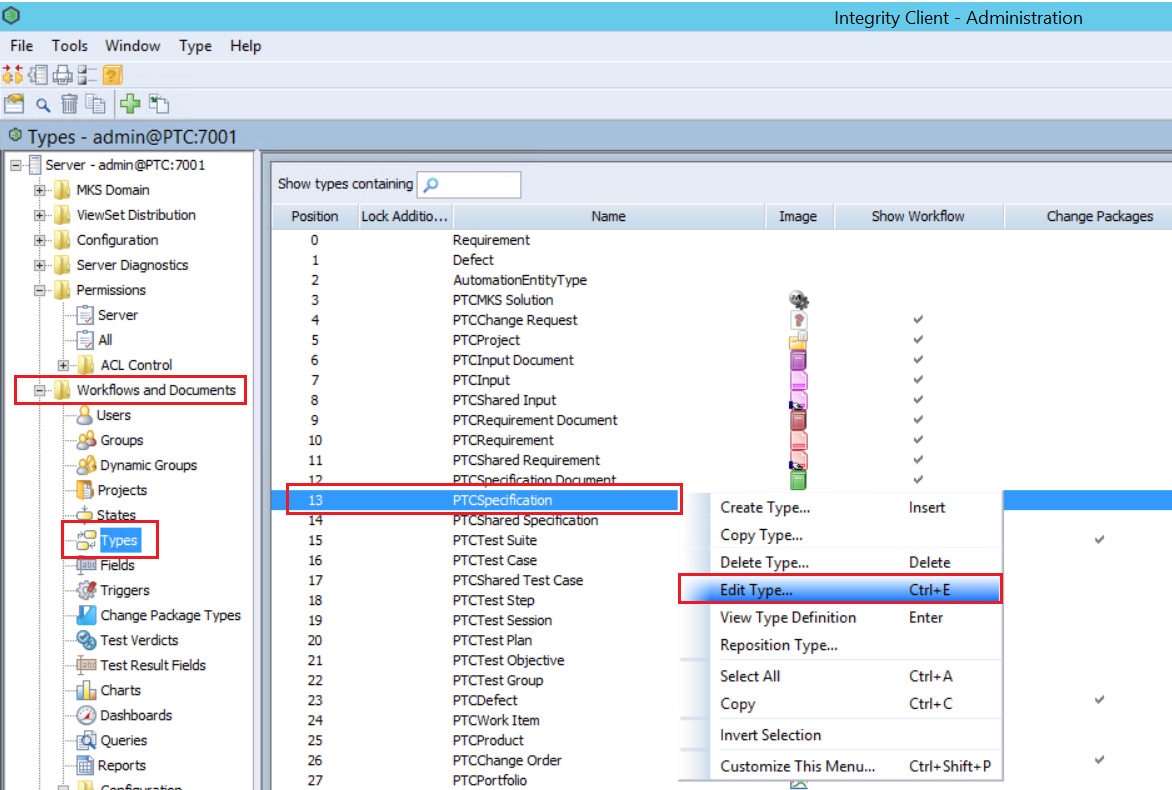 Integrity Client - Administration
File Tools Window Type Help
Types - admin@PTC:7001
Server - admin@PTC:7001
MKS Domain
ViewSet Distribution
Configuration
Server Diagnostics
Permissions
Server
All
ACL Control
Workflows and Documents
Users
Groups
Dynamic Groups
Projects
States
Types
Fields
Triggers
Change Package Types
Test Verdicts
Test Result Fields
Charts
Dashboards
Queries
Reports
Configuration
Show types containing
Position Lock Additio... Name Image Show Workflow Change Packages
0 Requirement
1 Defect
2 AutomationEntityType
3 PTCMKS Solution
4 PTCChange Request
5 PTCProject
6 PTCInput Document
7 PTCInput
8 PTCShared Input
9 PTCRequirement Document
10 PTCRequirement
11 PTCShared Requirement
12 PTCSpecification Document
13 PTCSpecification
14 PTCShared Specification
15 PTCTest Suite
16 PTCTest Case
17 PTCShared Test Case
18 PTCTest Step
19 PTCTest Session
20 PTCTest Plan
21 PTCTest Objective
22 PTCTest Group
23 PTCDefect
24 PTCWork Item
25 PTCProduct
26 PTCChange Order
27 PTCPortfolio
Create Type... Insert
Copy Type...
Delete Type... Delete
Edit Type... Ctrl+E
View Type Definition Enter
Reposition Type...
Select All Ctrl+A
Copy Ctrl+C
Invert Selection
Customize This Menu... Ctrl+Shift+P